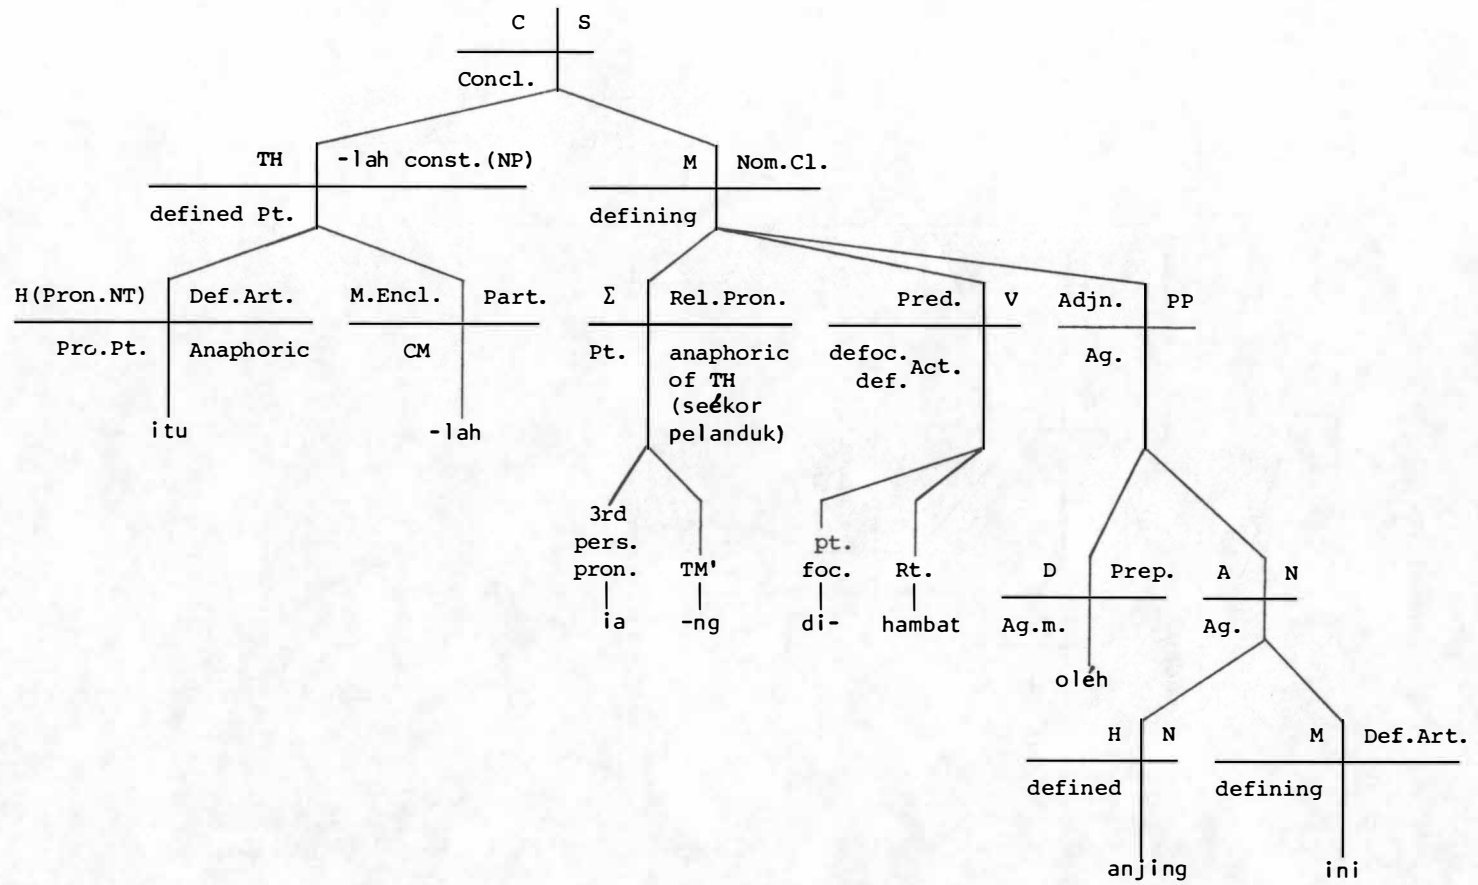 C S
Concl.
TH -lah const.(NP) M Nom.Cl.
defined Pt. defining
H(Pron.NT) Def.Art. M.Encl. Part. Σ Rel.Pron. Pred. V Adjn. PP
Pro.Pt. Anaphoric CM Pt. anaphoric defoc. Act. Ag.
of TH def.
(seékor
pelanduk)
itu -lah
3rd
pers. pt.
pron. TM' foc. Rt. D Prep. A N
ia -ng di- hambat Ag.m. Ag.
oléh
H N M Def.Art.
defined defining
anjing ini